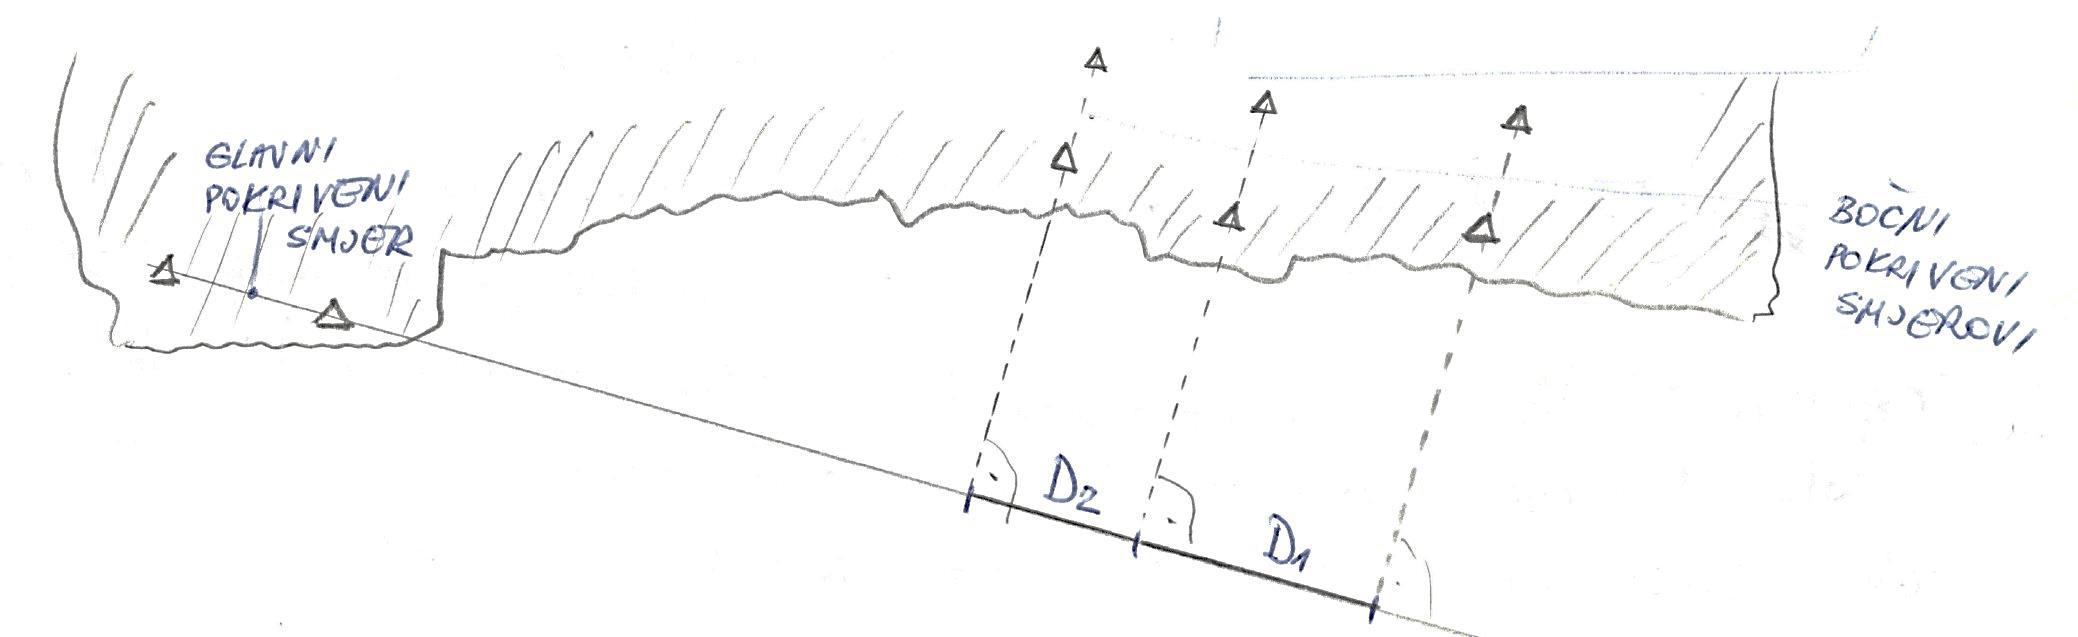 GLAVNI
POKRIVENI
SMJER
BOČNI
POKRIVENI
SMJEROVI
D2
D1